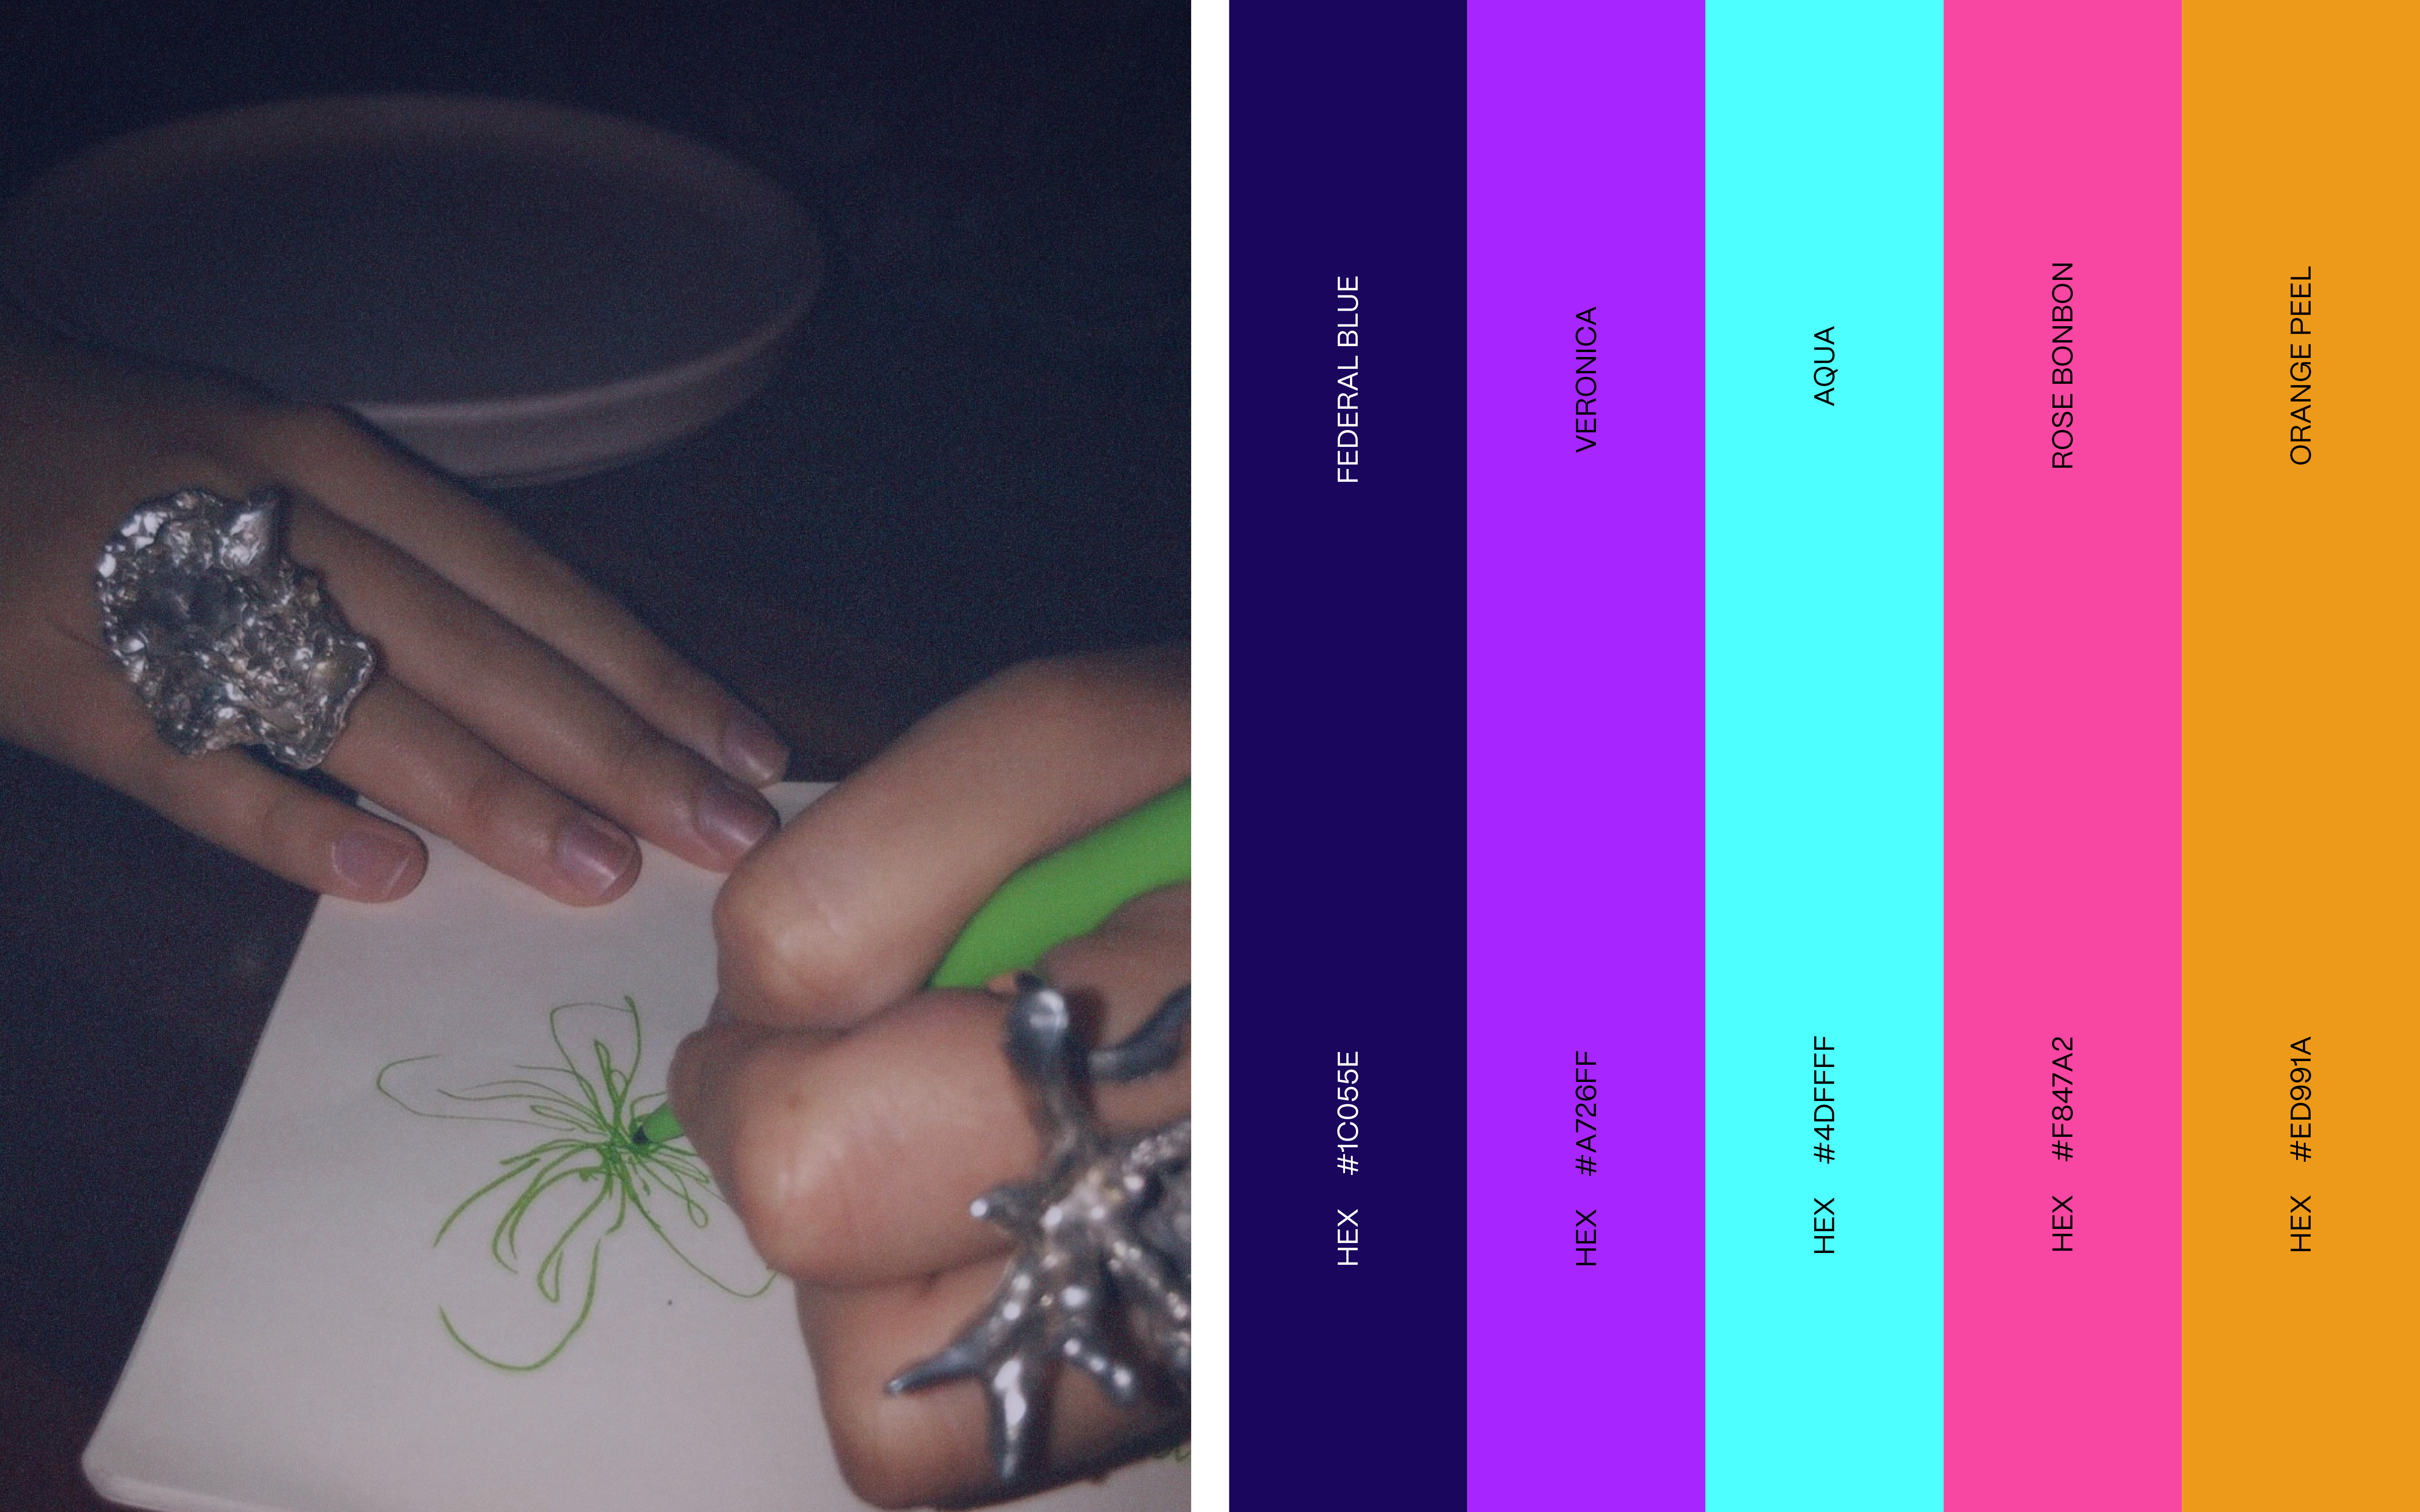 FEDERAL BLUE
HEX #1C055E
VERONICA
HEX #A726FF
AQUA
HEX #4DFFFF
ROSE BONBON
HEX #F847A2
ORANGE PEEL
HEX #ED991A